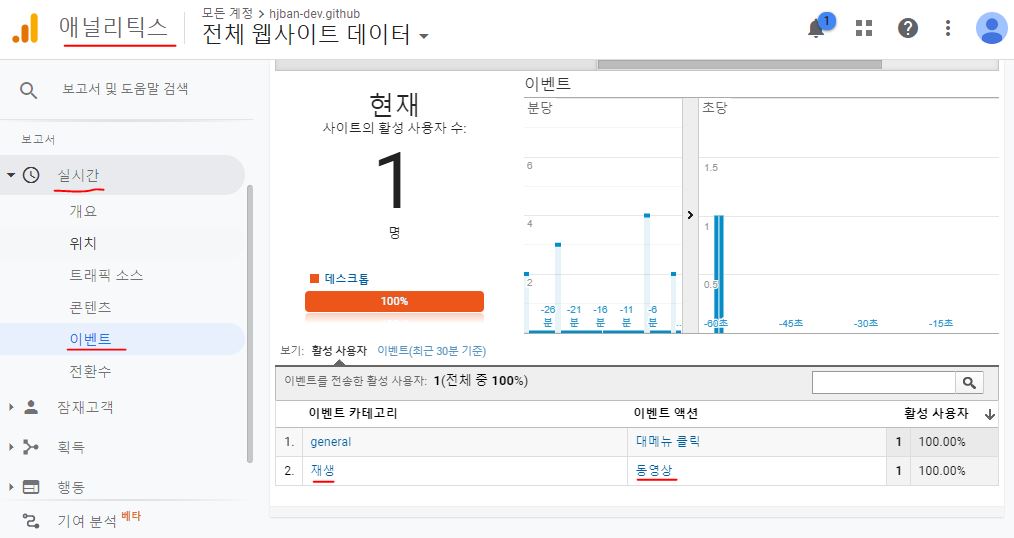 애널리틱스
모든 계정 > hjban-dev.github
전체 웹사이트 데이터
1
보고서 및 도움말 검색
보고서
실시간
개요
위치
트래픽 소스
콘텐츠
이벤트
전환수
잠재고객
획득
행동
기여 분석 베타
현재
사이트의 활성 사용자 수:
1
명
데스크톱
100%
이벤트
분당
6
4
2
-26분 -21분 -16분 -11분 -6분 ..
초당
1.5
1
0.5
-60초 -45초 -30초 -15초
보기: 활성 사용자 이벤트(최근 30분 기준)
이벤트를 전송한 활성 사용자: 1(전체 중 100%)
이벤트 카테고리 이벤트 액션 활성 사용자
1. general 대메뉴 클릭 1 100.00%
2. 재생 동영상 1 100.00%